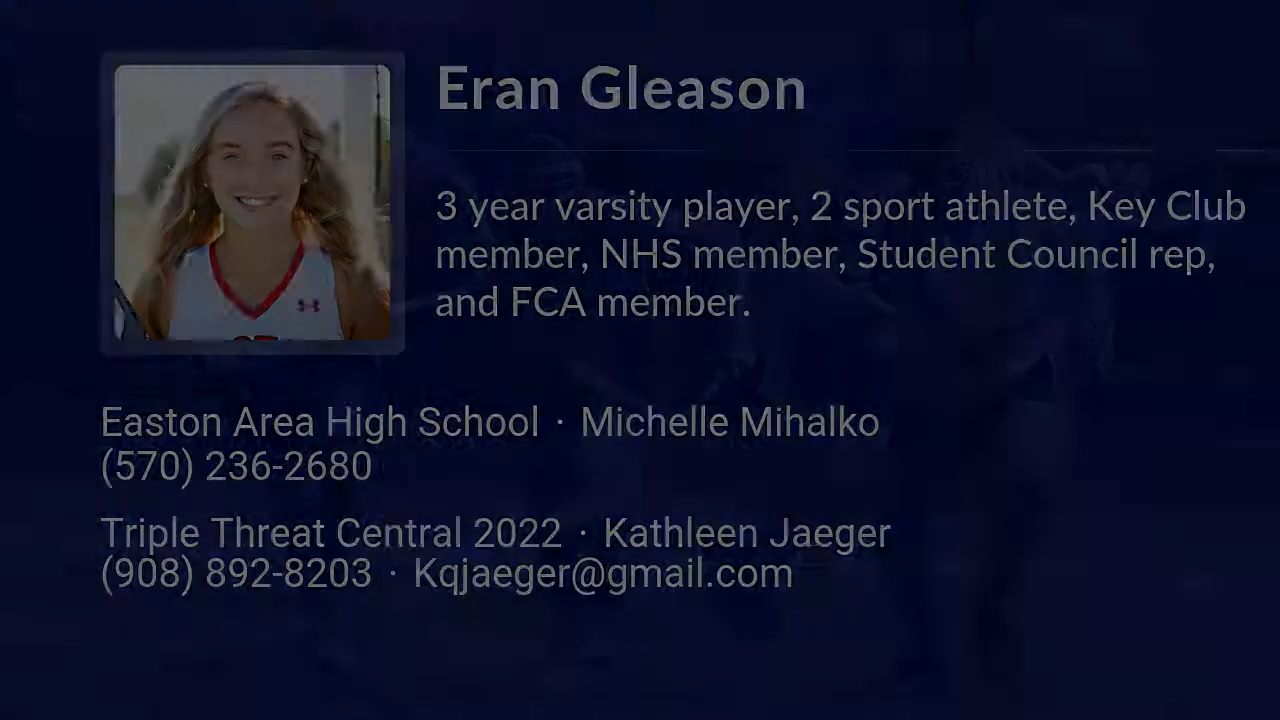 Eran Gleason
3 year varsity player, 2 sport athlete, Key Club
member, NHS member, Student Council rep,
and FCA member.
Easton Area High School · Michelle Mihalko
(570) 236-2680
Triple Threat Central 2022 · Kathleen Jaeger
(908) 892-8203 · Kqjaeger@gmail.com